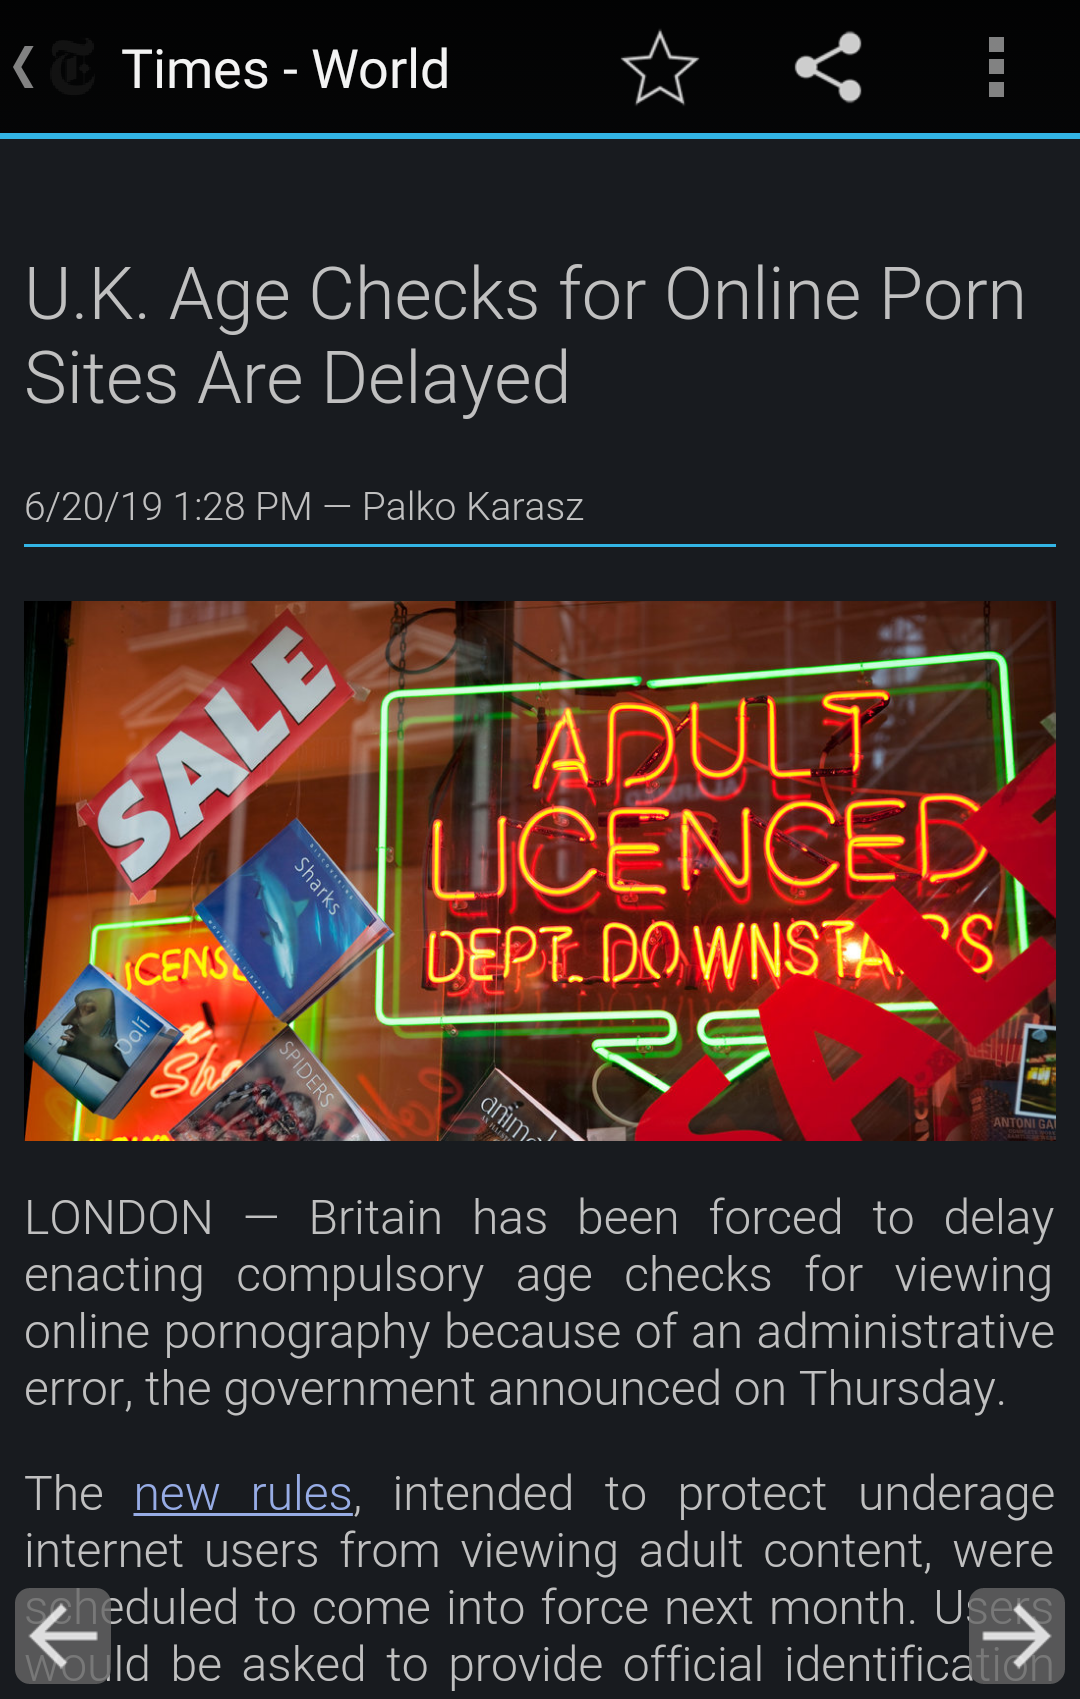 Times - World
U.K. Age Checks for Online Porn
Sites Are Delayed
6/20/19 1:28 PM — Palko Karasz
SALE
ADULT
LICENCED
DEPT. DOWNSTAIRS
Sharks
ICENS
Dalí
Sho
SPIDERS
animal
SALE
ANTONI GA
LONDON — Britain has been forced to delay
enacting compulsory age checks for viewing
online pornography because of an administrative
error, the government announced on Thursday.
The new rules, intended to protect underage
internet users from viewing adult content, were
scheduled to come into force next month. Users
would be asked to provide official identification